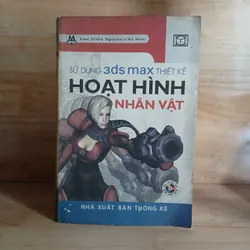 SỬ DỤNG 3ds max THIẾT KẾ
HOẠT HÌNH
NHÂN VẬT
NHÀ XUẤT BẢN THỐNG KÊ